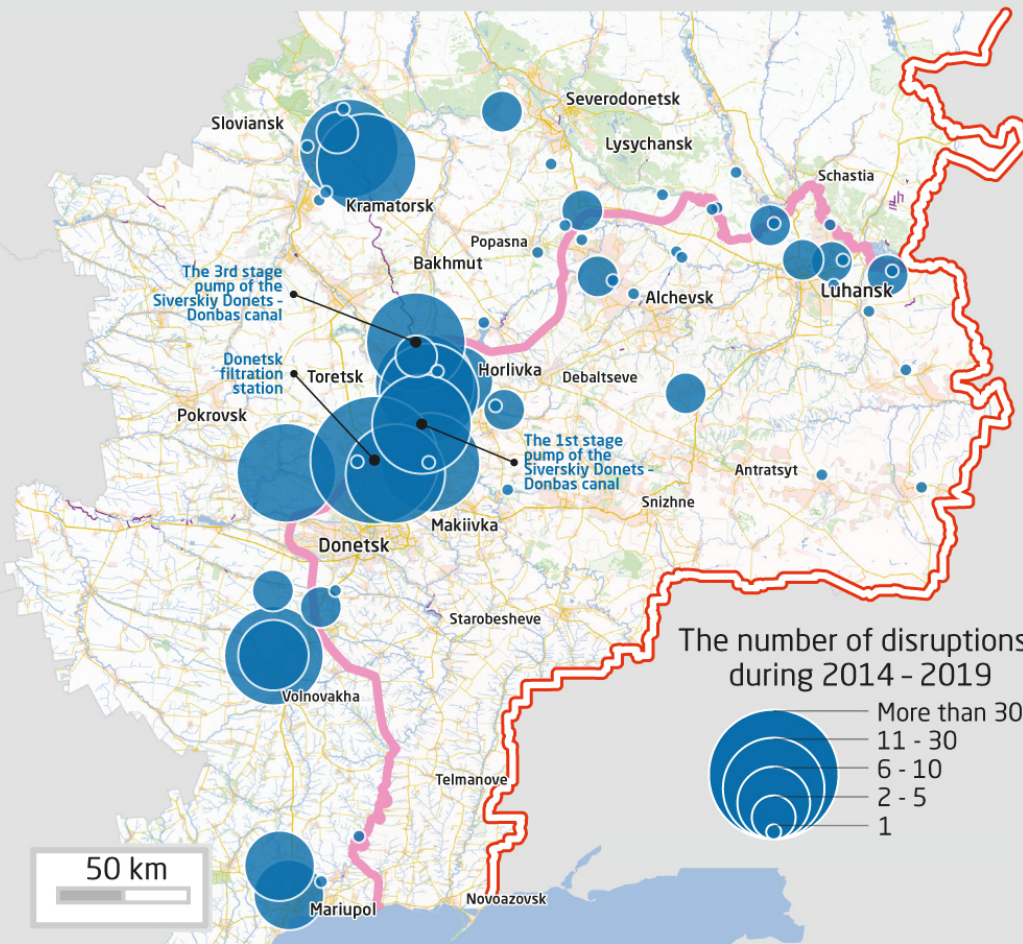 Severodonetsk
Sloviansk
Lysychansk
Schastia
Kramatorsk
Popasna
Bakhmut
The 3rd stage
pump of the
Siverskiy Donets –
Donbas canal
Luhansk
Alchevsk
Donetsk
filtration
station
Toretsk
Horlivka
Debaltseve
Pokrovsk
The 1st stage
pump of the
Siverskiy Donets –
Donbas canal
Antratsyt
Snizhne
Makiivka
Donetsk
Starobesheve
The number of disruptions
during 2014 – 2019
Volnovakha
More than 30
11 - 30
6 - 10
2 - 5
1
Telmanove
50 km
Mariupol
Novoazovsk